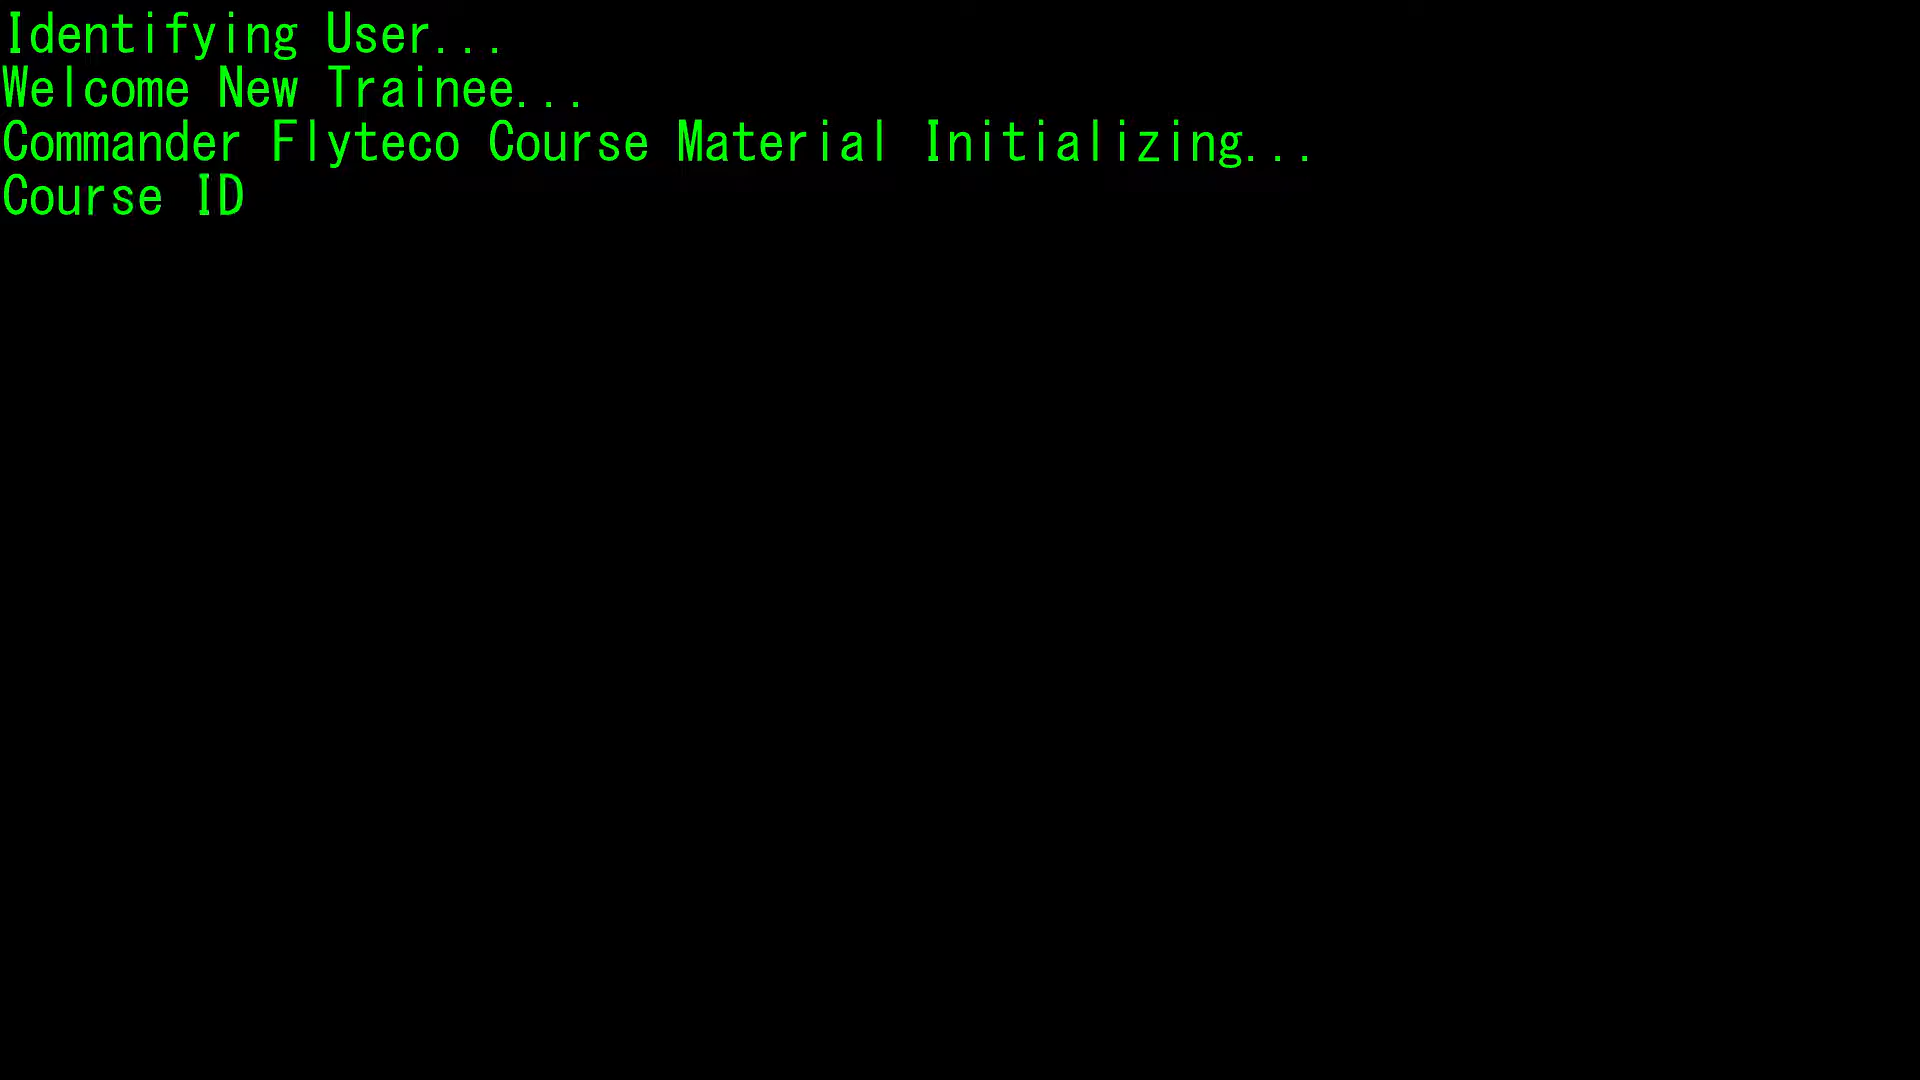 Identifying User...
Welcome New Trainee...
Commander Flyteco Course Material Initializing...
Course ID